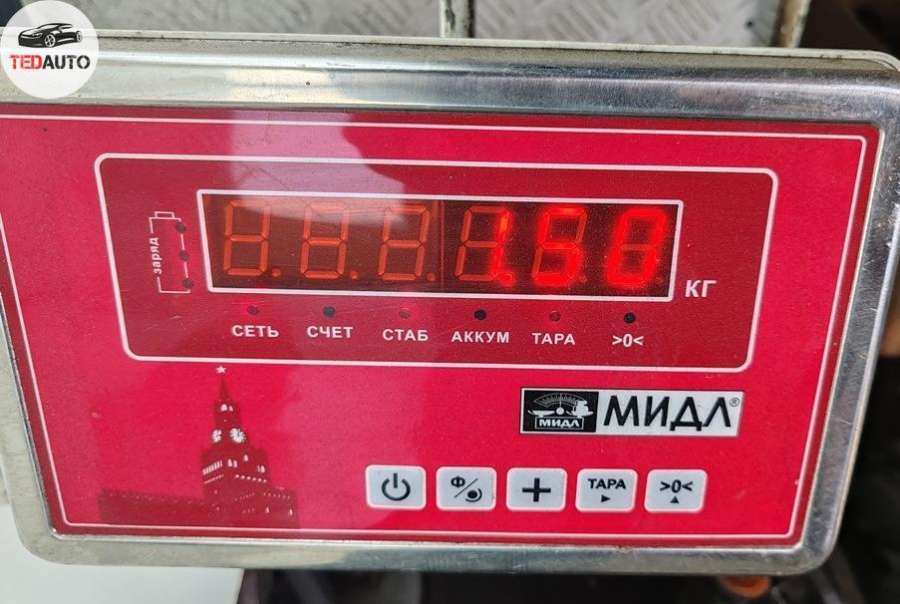 TEDAUTO
заряд
1.50
КГ
СЕТЬ СЧЕТ СТАБ АККУМ ТАРА >0<
МИДЛ МИДЛ®
Ф/ + ТАРА >0<